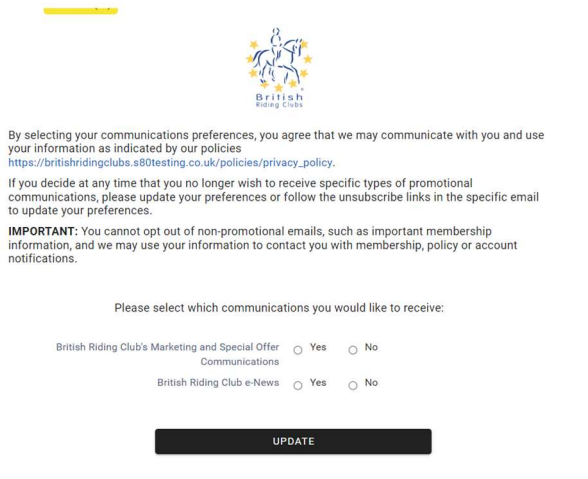 British
Riding Clubs
By selecting your communications preferences, you agree that we may communicate with you and use
your information as indicated by our policies
https://britishridingclubs.s80testing.co.uk/policies/privacy_policy.
If you decide at any time that you no longer wish to receive specific types of promotional
communications, please update your preferences or follow the unsubscribe links in the specific email
to update your preferences.
IMPORTANT: You cannot opt out of non-promotional emails, such as important membership
information, and we may use your information to contact you with membership, policy or account
notifications.
Please select which communications you would like to receive:
British Riding Club's Marketing and Special Offer Yes No
Communications
British Riding Club e-News Yes No
UPDATE